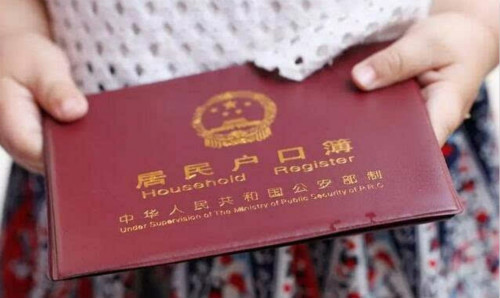 居民户口簿
Household Register
中华人民共和国公安部制
Under Supervision of The Ministry of Public Security of P.R.C